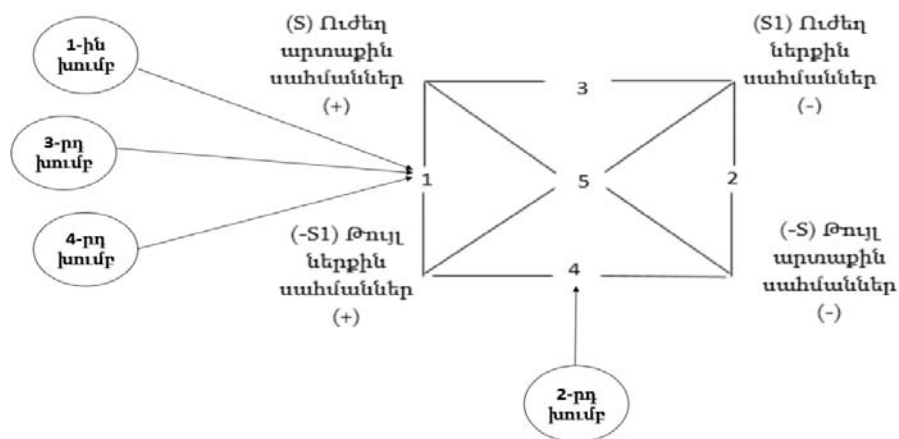 1-ին
խումբ
3-րդ
խումբ
4-րդ
խումբ
(S) Ուժեղ
արտաքին
սահմաններ
(+)
(S1) Ուժեղ
ներքին
սահմաններ
(-)
3
1
5
2
(-S1) Թույլ
ներքին
սահմաններ
(+)
4
(-S) Թույլ
արտաքին
սահմաններ
(-)
2-րդ
խումբ